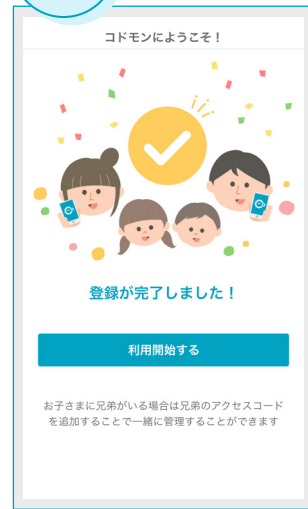 コドモンにようこそ！
登録が完了しました！
利用開始する
お子さまに兄弟がいる場合は兄弟のアクセスコード
を追加することで一緒に管理することができます